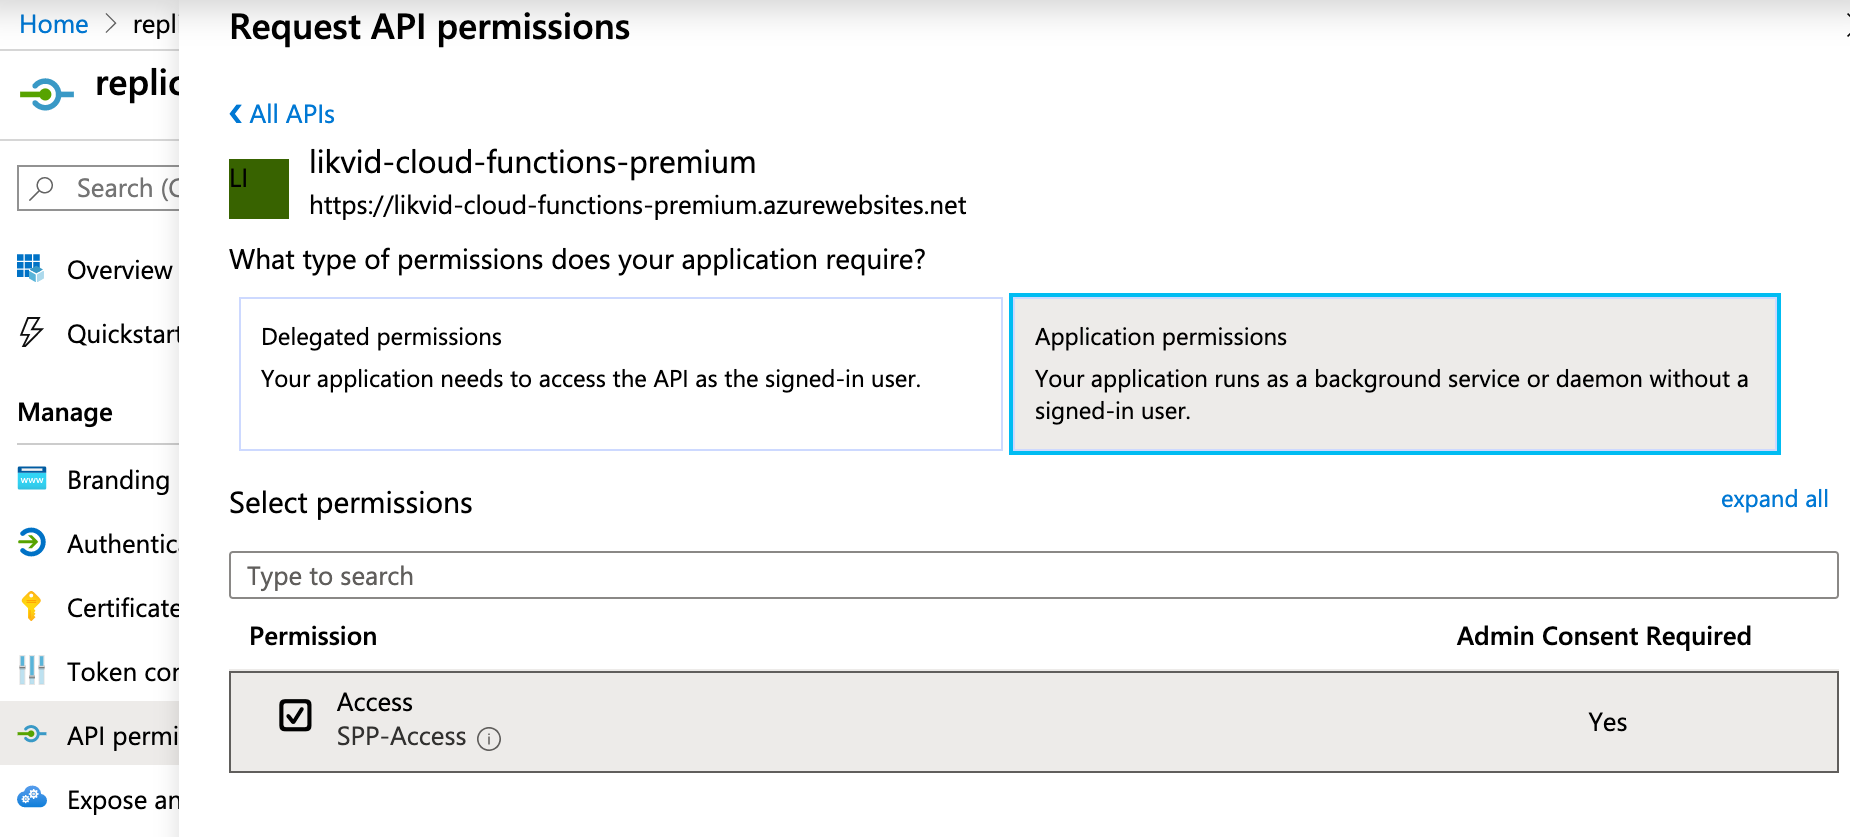 Home > repl
replic
Search (C
Overview
Quickstart
Manage
Branding
Authentica
Certificate
Token con
API permi
Expose an
Request API permissions
All APIs
LI
likvid-cloud-functions-premium
https://likvid-cloud-functions-premium.azurewebsites.net
What type of permissions does your application require?
Delegated permissions
Your application needs to access the API as the signed-in user.
Application permissions
Your application runs as a background service or daemon without a
signed-in user.
Select permissions
expand all
Type to search
Permission
Admin Consent Required
Access
SPP-Access
Yes